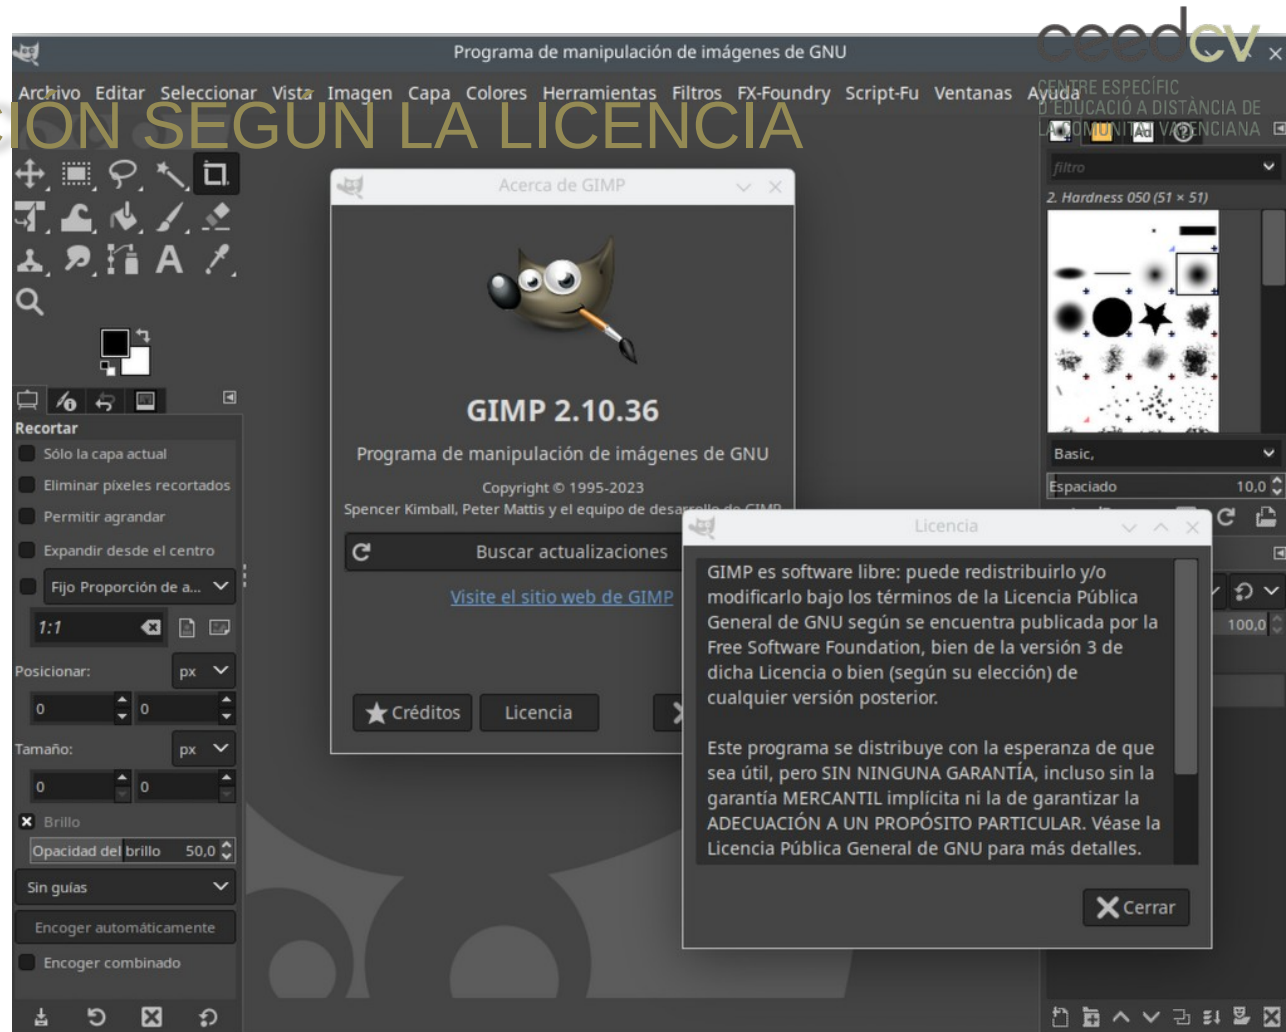 ceedcv
CENTRE ESPECÍFIC
D'EDUCACIÓ A DISTÀNCIA DE
LA COMUNITAT VALENCIANA
CIÓN SEGÚN LA LICENCIA
Programa de manipulación de imágenes de GNU
Archivo Editar Seleccionar Vista Imagen Capa Colores Herramientas Filtros FX-Foundry Script-Fu Ventanas Ayuda
filtro
2. Hardness 050 (51 × 51)
Basic,
Espaciado 10,0
100,0
Recortar
Sólo la capa actual
Eliminar píxeles recortados
Permitir agrandar
Expandir desde el centro
Fijo Proporción de a...
1:1
Posicionar: px
0 0
Tamaño: px
0 0
Brillo
Opacidad del brillo 50,0
Sin guías
Encoger automáticamente
Encoger combinado
Acerca de GIMP
GIMP 2.10.36
Programa de manipulación de imágenes de GNU
Copyright © 1995-2023
Spencer Kimball, Peter Mattis y el equipo de desarrollo de GIMP
Buscar actualizaciones
Visite el sitio web de GIMP
Créditos Licencia
Licencia
GIMP es software libre: puede redistribuirlo y/o
modificarlo bajo los términos de la Licencia Pública
General de GNU según se encuentra publicada por la
Free Software Foundation, bien de la versión 3 de
dicha Licencia o bien (según su elección) de
cualquier versión posterior.
Este programa se distribuye con la esperanza de que
sea útil, pero SIN NINGUNA GARANTÍA, incluso sin la
garantía MERCANTIL implícita ni la de garantizar la
ADECUACIÓN A UN PROPÓSITO PARTICULAR. Véase la
Licencia Pública General de GNU para más detalles.
Cerrar